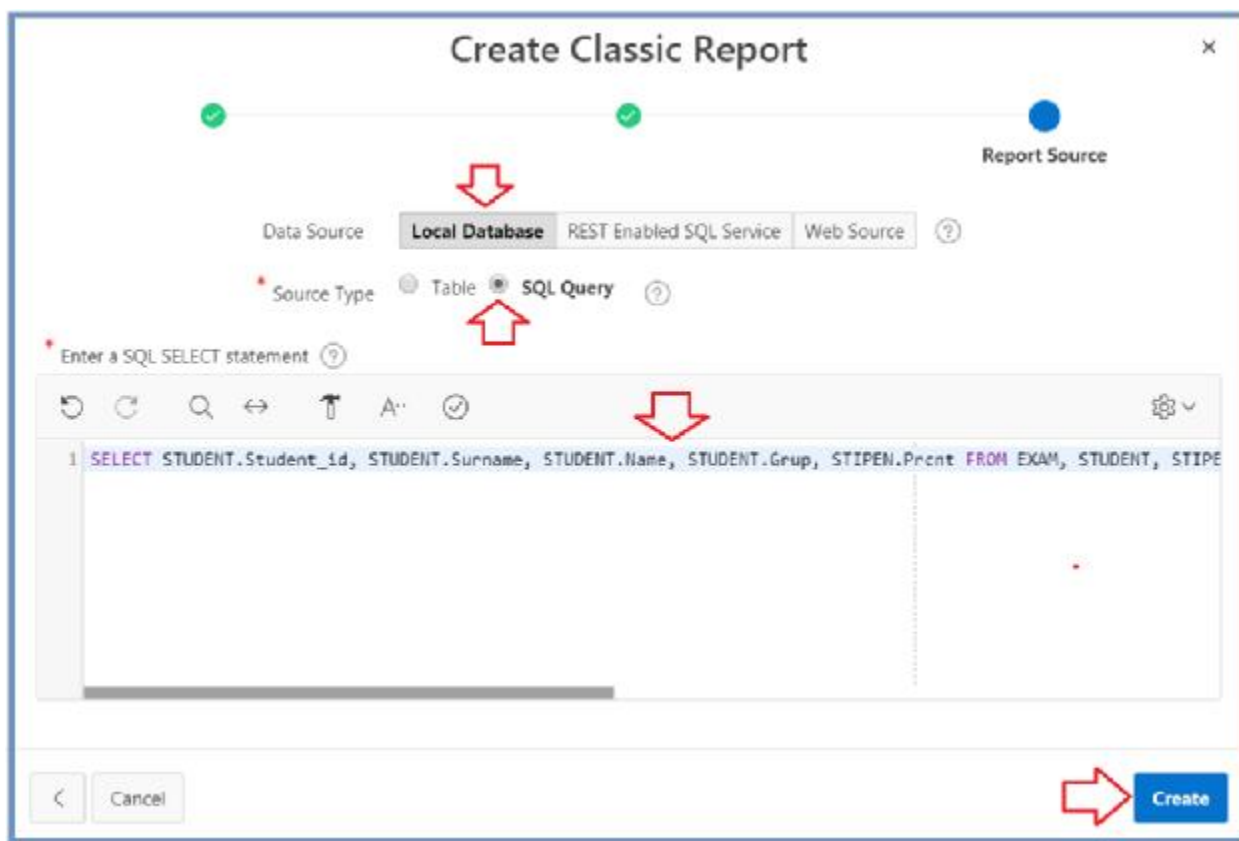 Create Classic Report
Report Source
Data Source Local Database REST Enabled SQL Service Web Source
* Source Type Table SQL Query
* Enter a SQL SELECT statement
1 SELECT STUDENT.Student_id, STUDENT.Surname, STUDENT.Name, STUDENT.Grup, STIPEN.Prcnt FROM EXAM, STUDENT, STIPE
Cancel Create